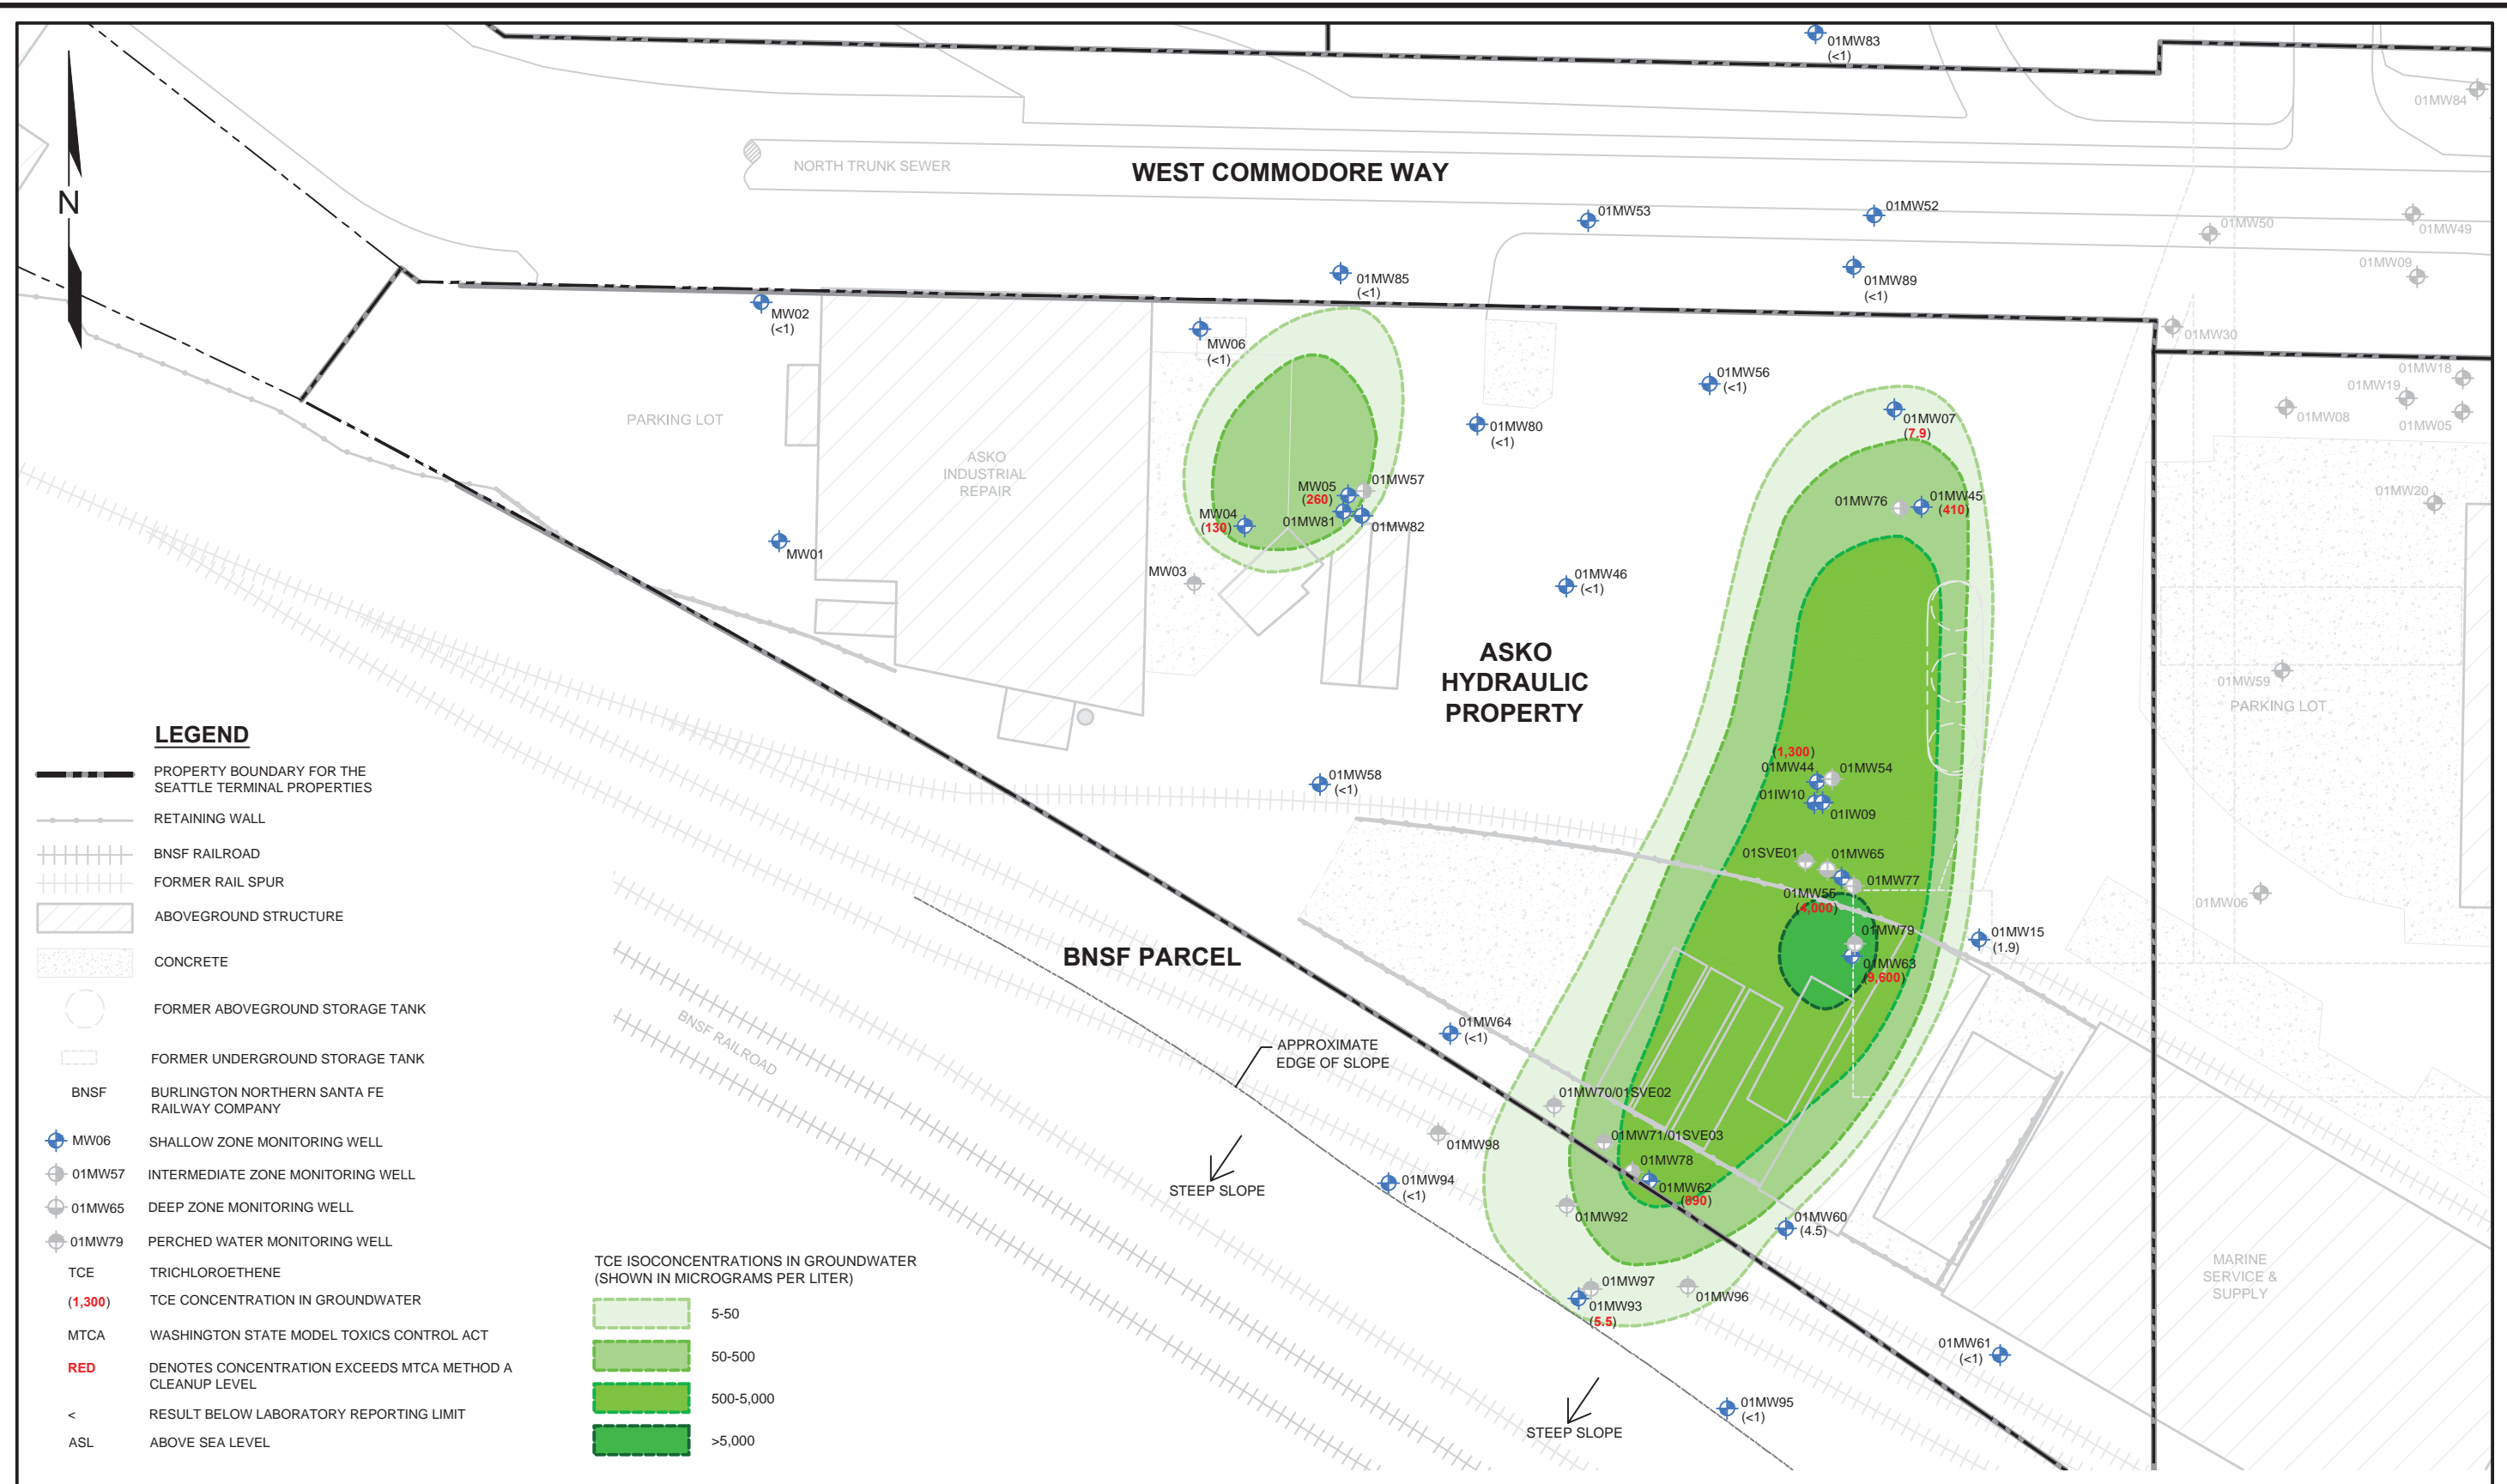 01MW83
(<1)
01MW84
N
NORTH TRUNK SEWER
WEST COMMODORE WAY
01MW53
01MW52
01MW50
01MW49
01MW85
(<1)
01MW89
(<1)
01MW09
MW02
(<1)
MW06
(<1)
01MW30
01MW56
(<1)
01MW18
01MW19
01MW08
01MW05
PARKING LOT
01MW80
(<1)
01MW07
(7.9)
ASKO
INDUSTRIAL
REPAIR
01MW57
MW05
(260)
MW04
(130)
01MW81
01MW82
01MW76
01MW45
(410)
01MW20
MW01
MW03
01MW46
(<1)
ASKO
HYDRAULIC
PROPERTY
01MW59
PARKING LOT
01MW58
(<1)
(1,300)
01MW44
01MW54
01IW10
01IW09
01SVE01
01MW65
01MW77
01MW55
(4,000)
01MW06
01MW79
01MW63
(9,600)
01MW15
(1.9)
BNSF PARCEL
BNSF RAILROAD
01MW64
(<1)
APPROXIMATE
EDGE OF SLOPE
01MW70/01SVE02
01MW98
01MW71/01SVE03
01MW78
01MW62
(890)
01MW94
(<1)
STEEP SLOPE
01MW92
01MW60
(4.5)
01MW97
01MW93
(5.5)
01MW96
MARINE
SERVICE &
SUPPLY
01MW61
(<1)
01MW95
(<1)
STEEP SLOPE
LEGEND
PROPERTY BOUNDARY FOR THE
SEATTLE TERMINAL PROPERTIES
RETAINING WALL
BNSF RAILROAD
FORMER RAIL SPUR
ABOVEGROUND STRUCTURE
CONCRETE
FORMER ABOVEGROUND STORAGE TANK
FORMER UNDERGROUND STORAGE TANK
BNSF BURLINGTON NORTHERN SANTA FE
RAILWAY COMPANY
MW06 SHALLOW ZONE MONITORING WELL
01MW57 INTERMEDIATE ZONE MONITORING WELL
01MW65 DEEP ZONE MONITORING WELL
01MW79 PERCHED WATER MONITORING WELL
TCE TRICHLOROETHENE
(1,300) TCE CONCENTRATION IN GROUNDWATER
MTCA WASHINGTON STATE MODEL TOXICS CONTROL ACT
RED DENOTES CONCENTRATION EXCEEDS MTCA METHOD A
CLEANUP LEVEL
< RESULT BELOW LABORATORY REPORTING LIMIT
ASL ABOVE SEA LEVEL
TCE ISOCONCENTRATIONS IN GROUNDWATER
(SHOWN IN MICROGRAMS PER LITER)
5-50
50-500
500-5,000
>5,000